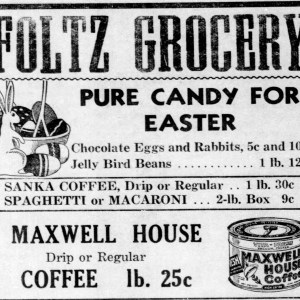 FOLTZ GROCERY
PURE CANDY FOR
EASTER
Chocolate Eggs and Rabbits, 5c and 10
Jelly Bird Beans . . . . . . . . . . . 1 lb. 12
SANKA COFFEE, Drip or Regular . . 1 lb. 30c
SPAGHETTI or MACARONI . . . 2-lb. Box 9c
MAXWELL HOUSE
Drip or Regular
COFFEE lb. 25c
MAXWELL
HOUSE
Coffee